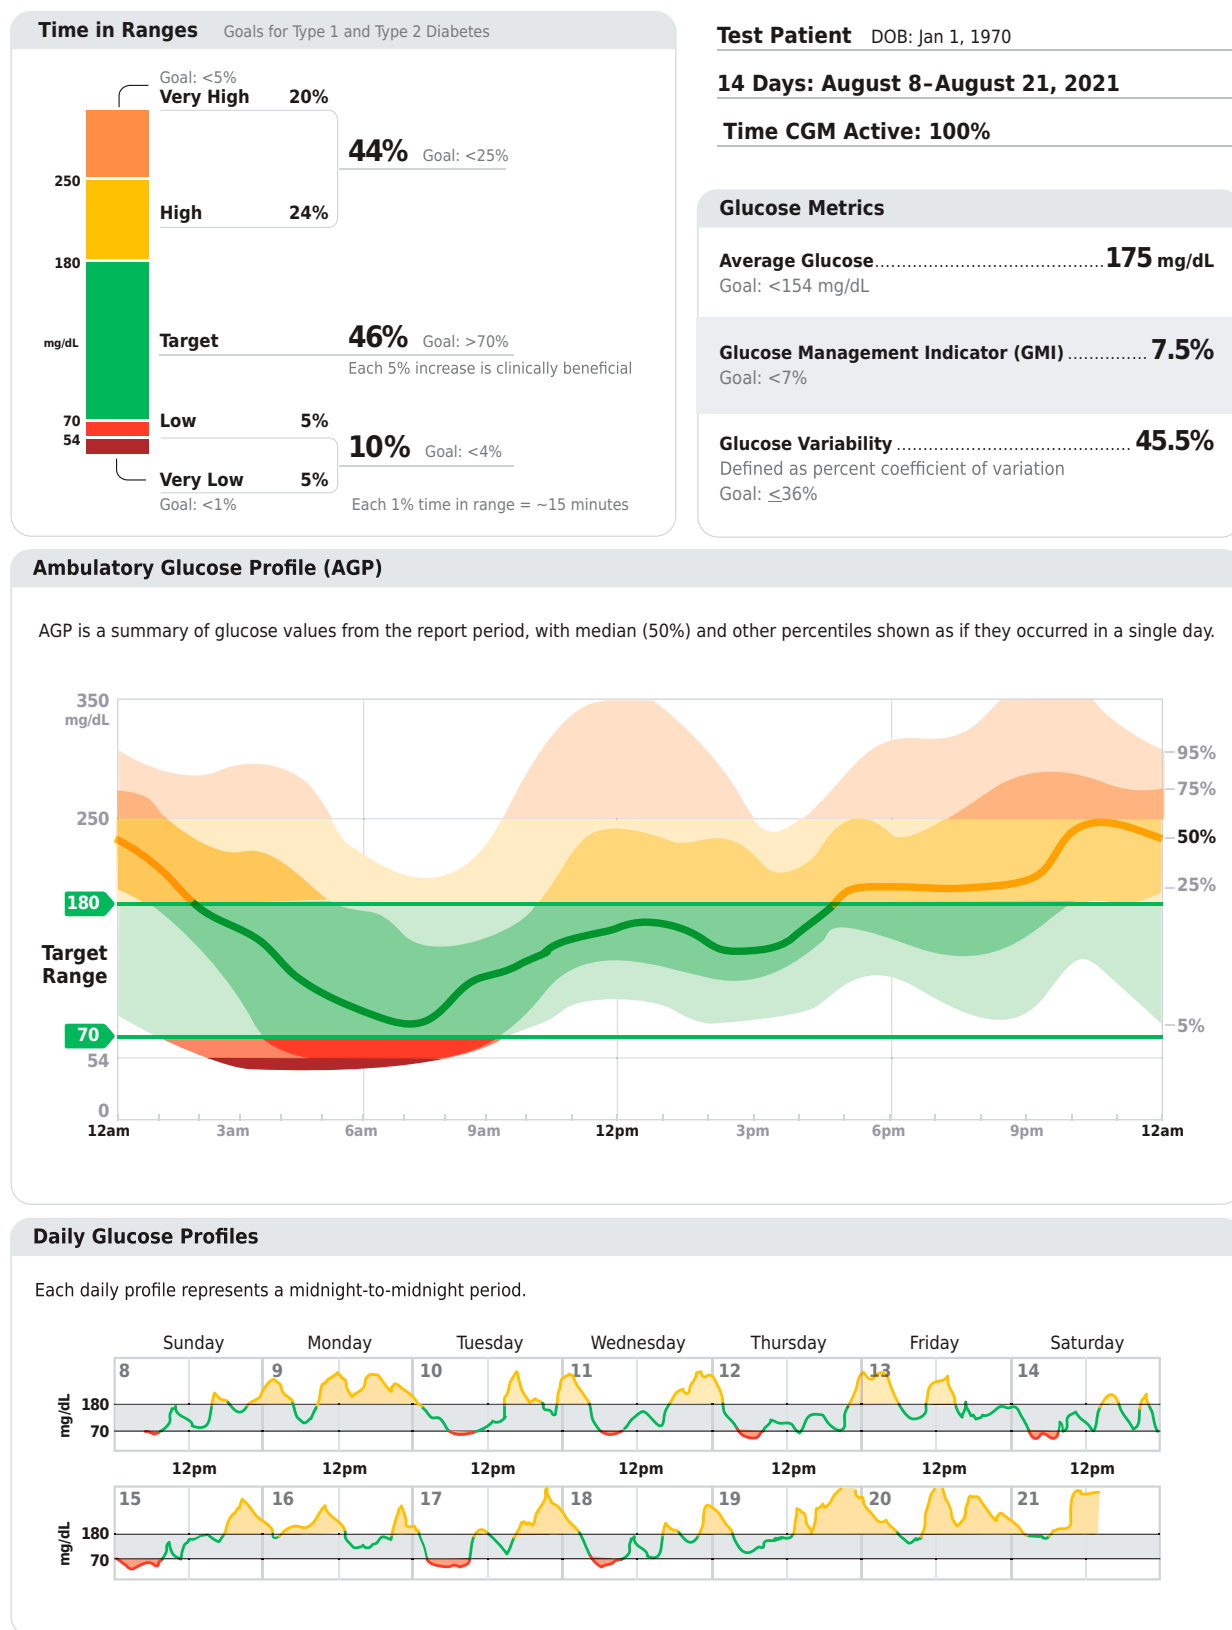 Time in Ranges Goals for Type 1 and Type 2 Diabetes
Goal: <5%
Very High 20%
44% Goal: <25%
250
High 24%
180
mg/dL
Target 46% Goal: >70%
Each 5% increase is clinically beneficial
70
Low 5%
54
10% Goal: <4%
Very Low 5%
Goal: <1%
Each 1% time in range = ~15 minutes
Test Patient DOB: Jan 1, 1970
14 Days: August 8–August 21, 2021
Time CGM Active: 100%
Glucose Metrics
Average Glucose...........................................175 mg/dL
Goal: <154 mg/dL
Glucose Management Indicator (GMI)............... 7.5%
Goal: <7%
Glucose Variability............................................ 45.5%
Defined as percent coefficient of variation
Goal: ≤36%
Ambulatory Glucose Profile (AGP)
AGP is a summary of glucose values from the report period, with median (50%) and other percentiles shown as if they occurred in a single day.
350
mg/dL
95%
75%
250
50%
25%
180
Target
Range
5%
70
54
0
12am 3am 6am 9am 12pm 3pm 6pm 9pm 12am
Daily Glucose Profiles
Each daily profile represents a midnight-to-midnight period.
Sunday Monday Tuesday Wednesday Thursday Friday Saturday
8 9 10 11 12 13 14
mg/dL
180
70
12pm 12pm 12pm 12pm 12pm 12pm 12pm
15 16 17 18 19 20 21
mg/dL
180
70